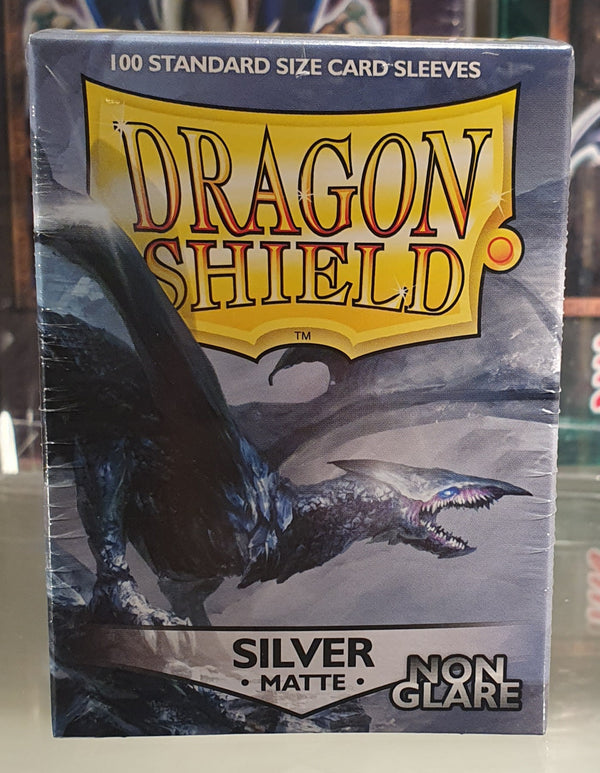 100 STANDARD SIZE CARD SLEEVES
DRAGON
SHIELD
TM
SILVER
• MATTE •
NON
GLARE